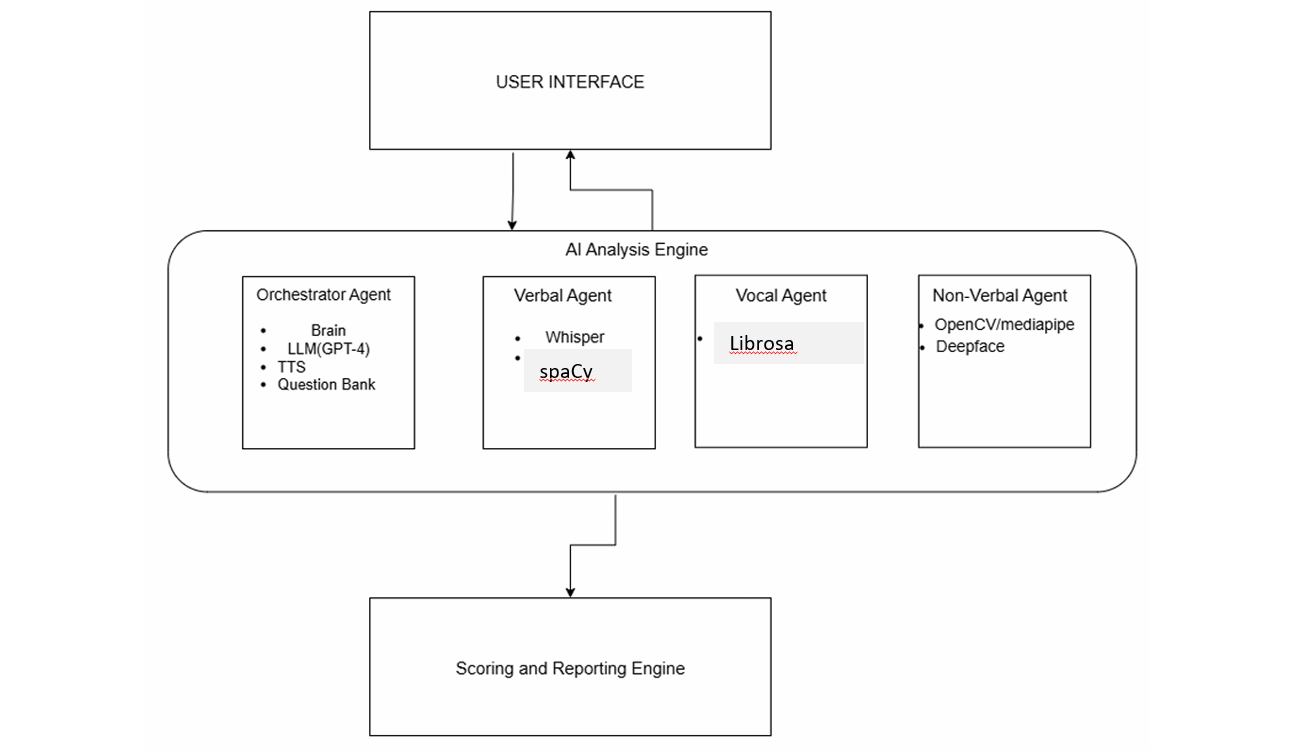 USER INTERFACE
AI Analysis Engine
Orchestrator Agent
• Brain
• LLM(GPT-4)
• TTS
• Question Bank
Verbal Agent
• Whisper
• spaCy
Vocal Agent
• Librosa
Non-Verbal Agent
• OpenCV/mediapipe
• Deepface
Scoring and Reporting Engine